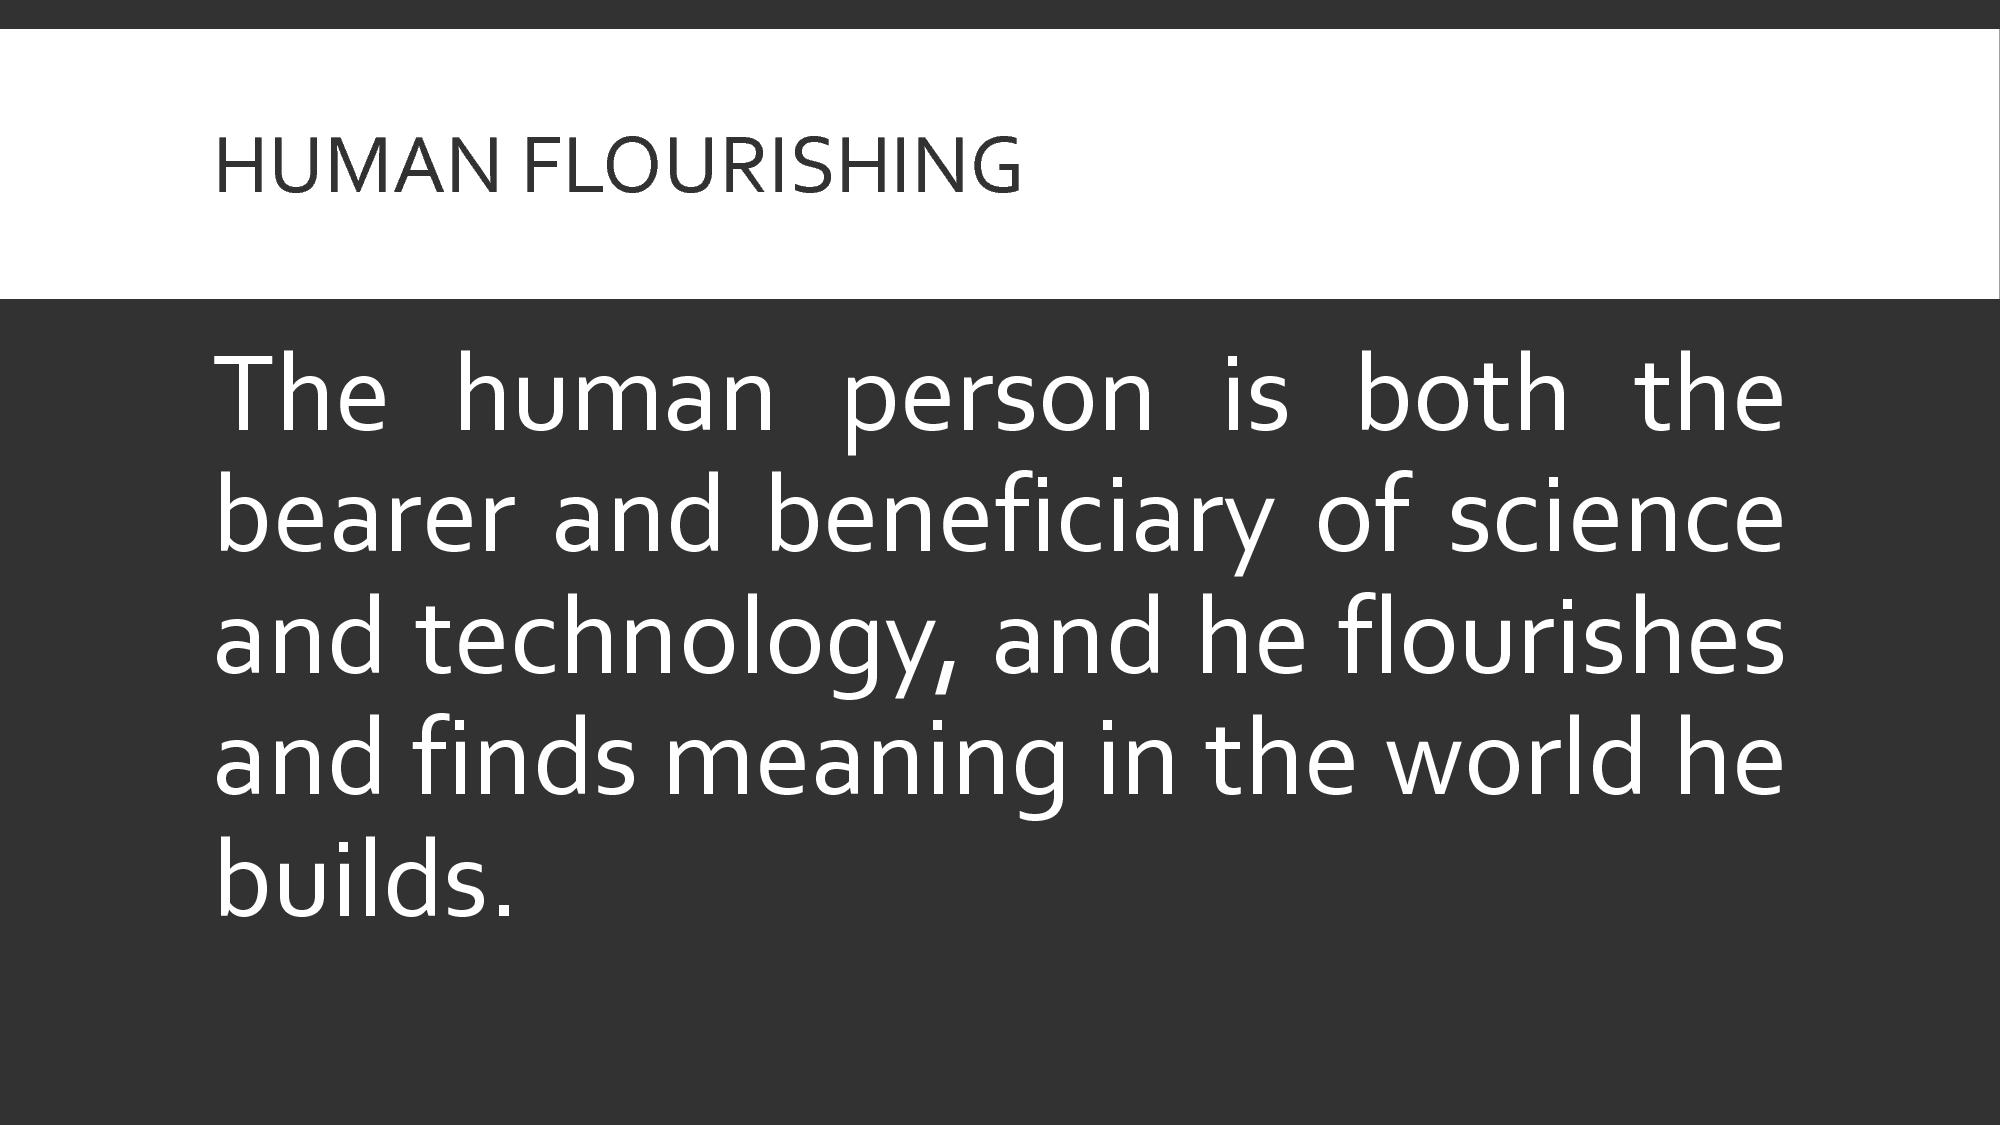 HUMAN FLOURISHING
The human person is both the
bearer and beneficiary of science
and technology, and he flourishes
and finds meaning in the world he
builds.